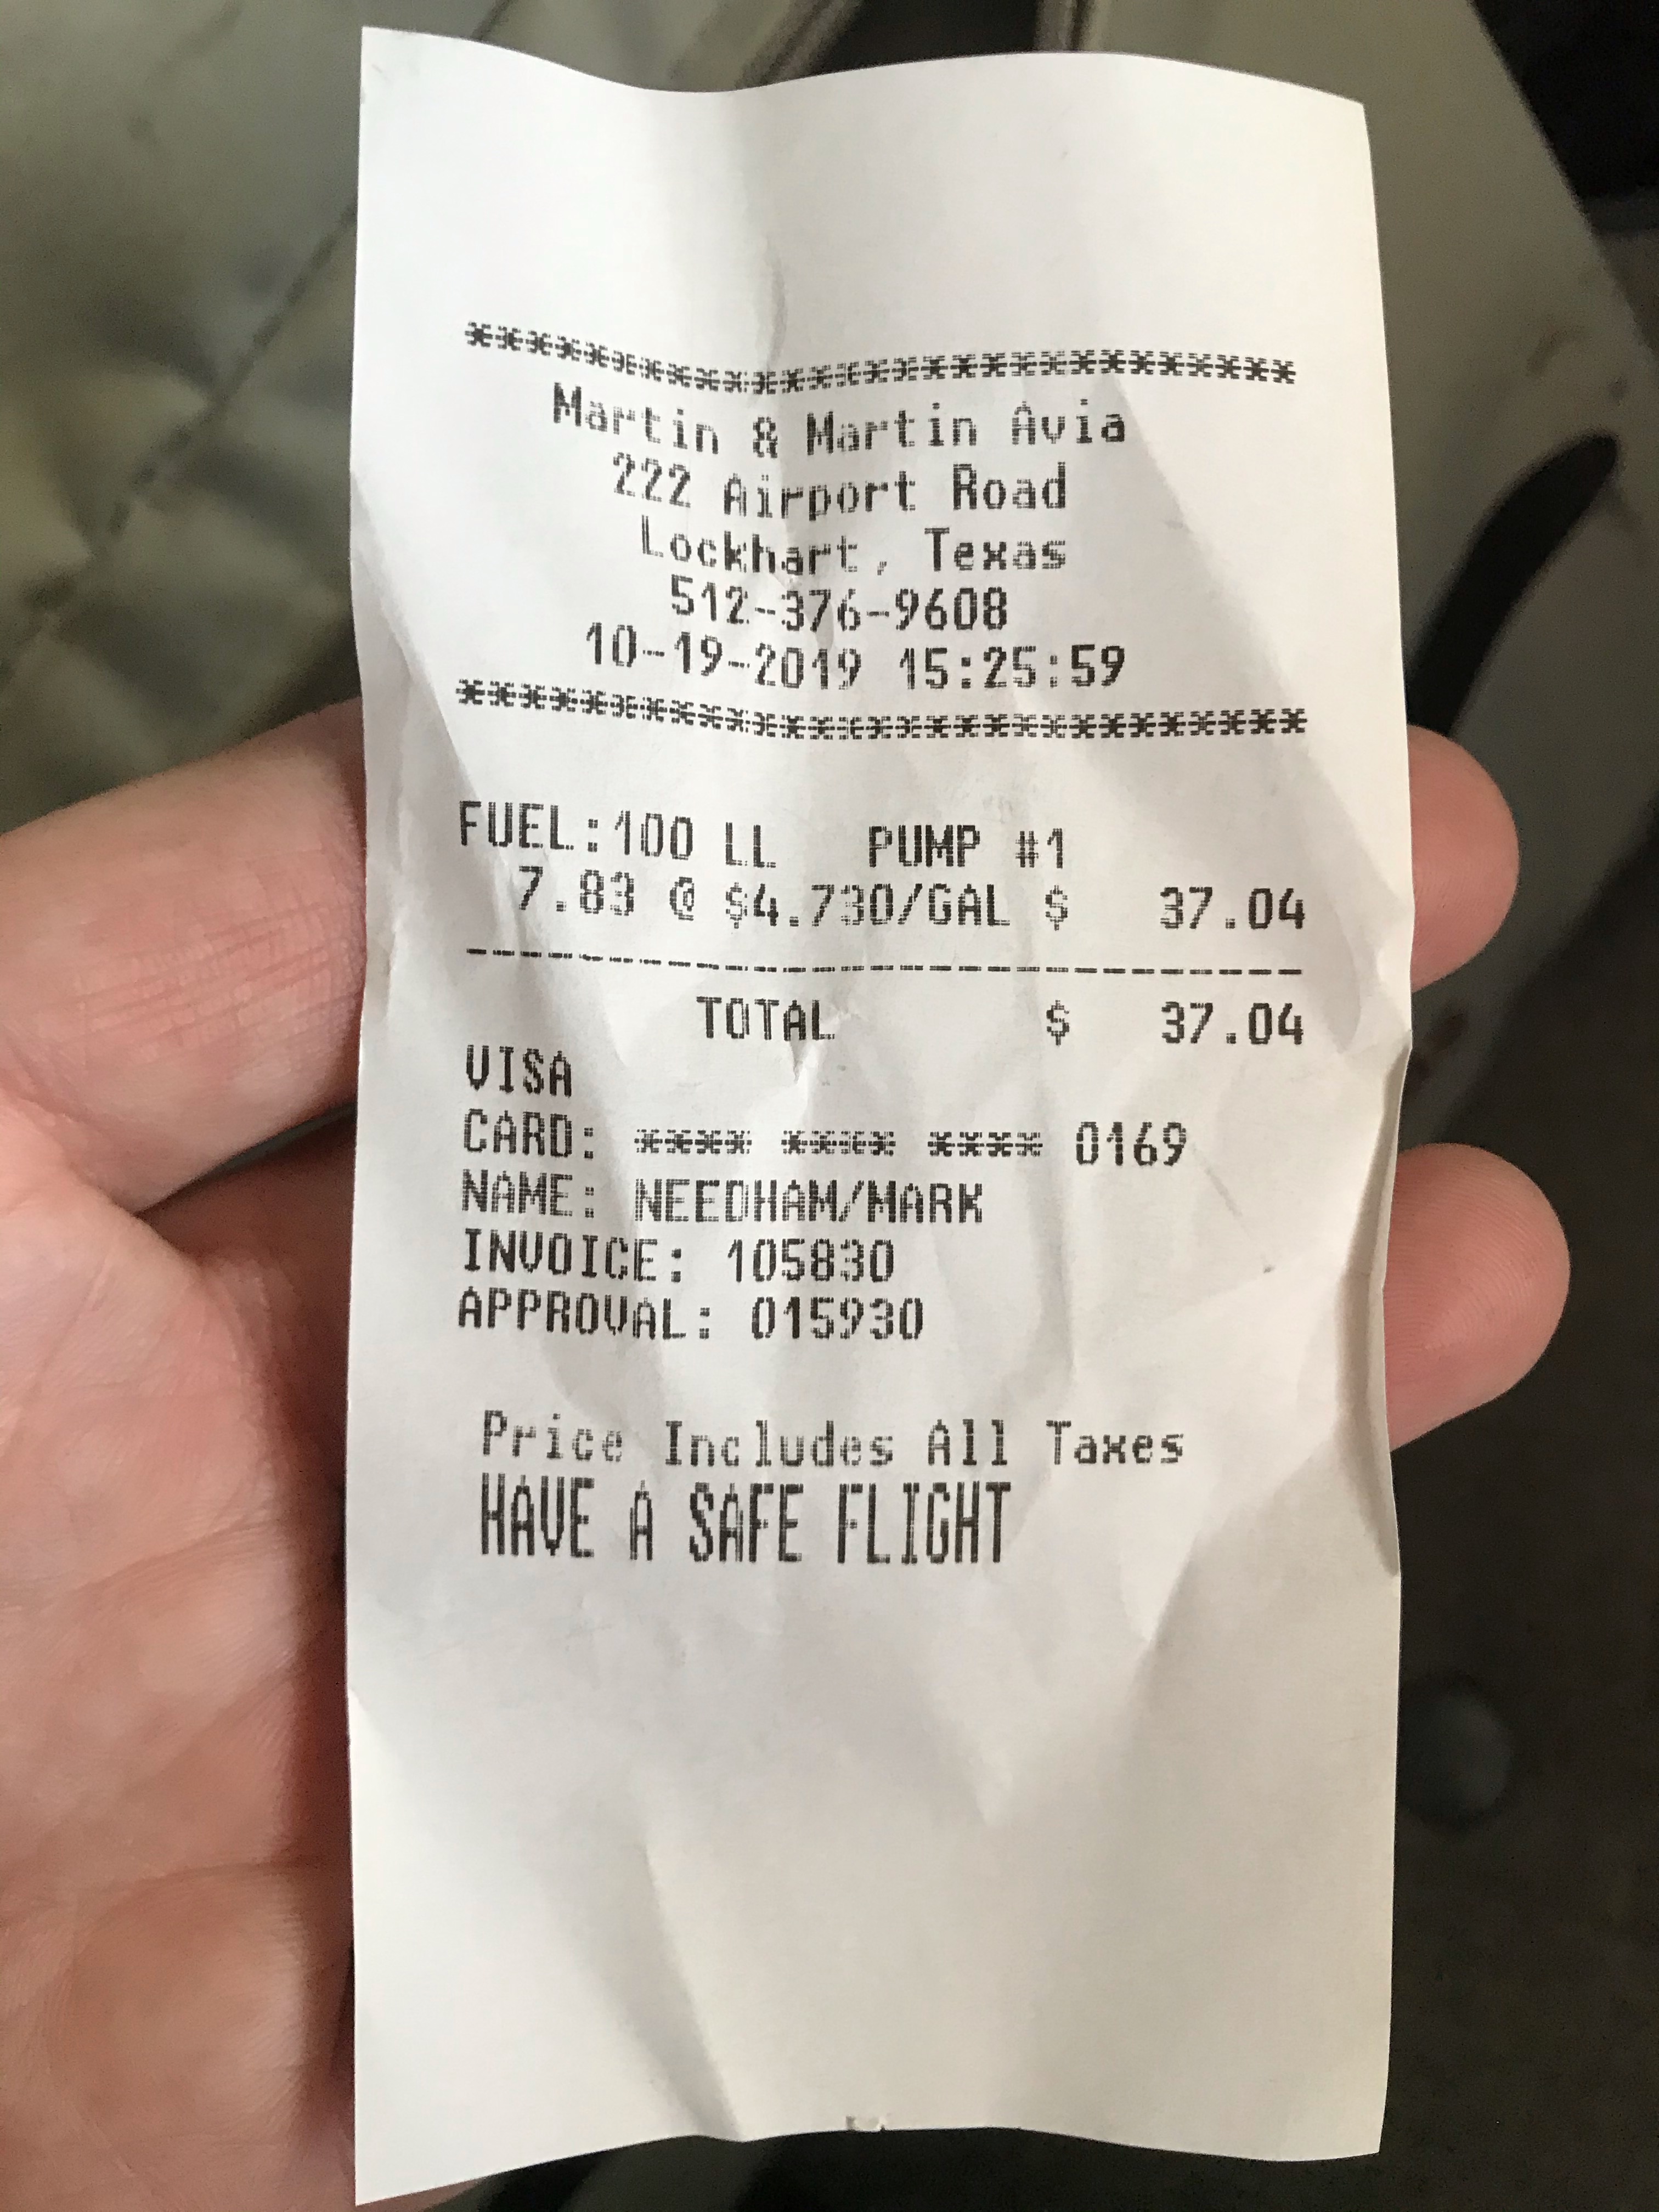 ****************************
Martin & Martin Avia
222 Airport Road
Lockhart, Texas
512-376-9608
10-19-2019 15:25:59
****************************
FUEL:100 LL PUMP #1
7.83 @ $4.730/GAL $ 37.04
-----------------------------
TOTAL $ 37.04
VISA
CARD: **** **** **** 0169
NAME: NEEDHAM/MARK
INVOICE: 105830
APPROVAL: 015930
Price Includes All Taxes
HAVE A SAFE FLIGHT